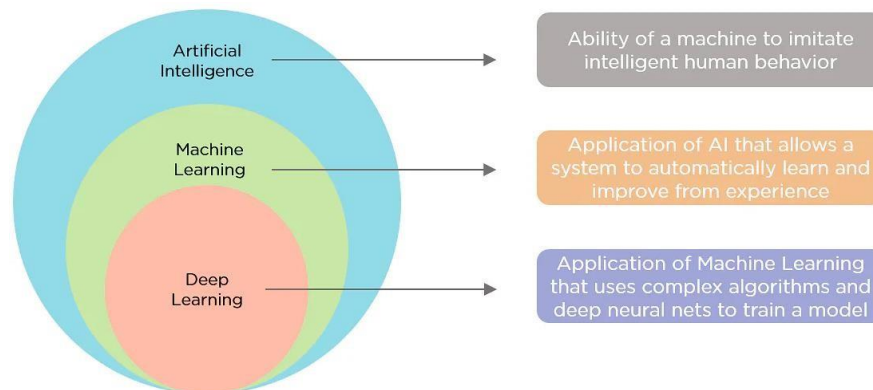 Artificial
Intelligence
Ability of a machine to imitate
intelligent human behavior
Machine
Learning
Application of AI that allows a
system to automatically learn and
improve from experience
Deep
Learning
Application of Machine Learning
that uses complex algorithms and
deep neural nets to train a model